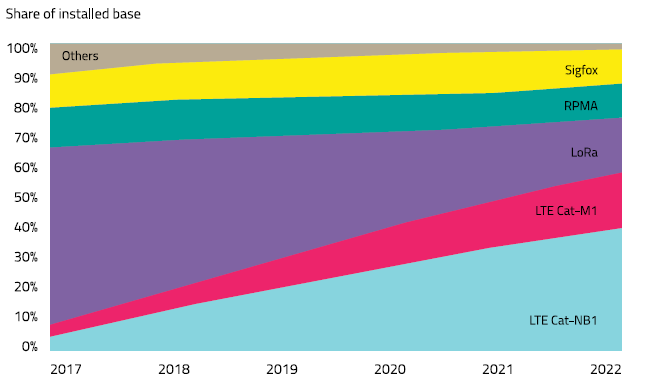 Share of installed base
100%
90%
80%
70%
60%
50%
40%
30%
20%
10%
0%
Others
Sigfox
RPMA
LoRa
LTE Cat-M1
LTE Cat-NB1
2017 2018 2019 2020 2021 2022